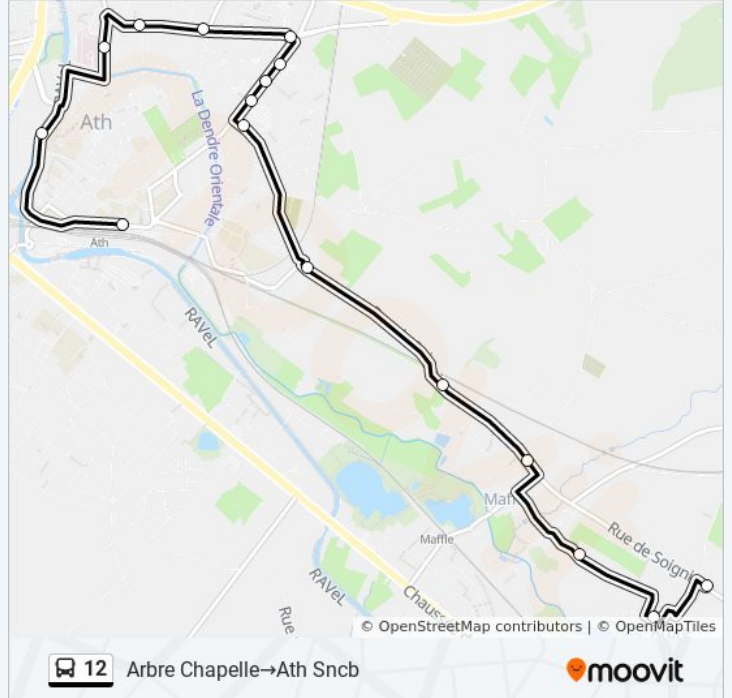 Ath
La Dendre Orientale
Ath
RAVeL
Maffle
Rue de Soigni
RAVeL
Chauss
Rue
© OpenStreetMap contributors | © OpenMapTiles
12 Arbre Chapelle→Ath Sncb
moovit